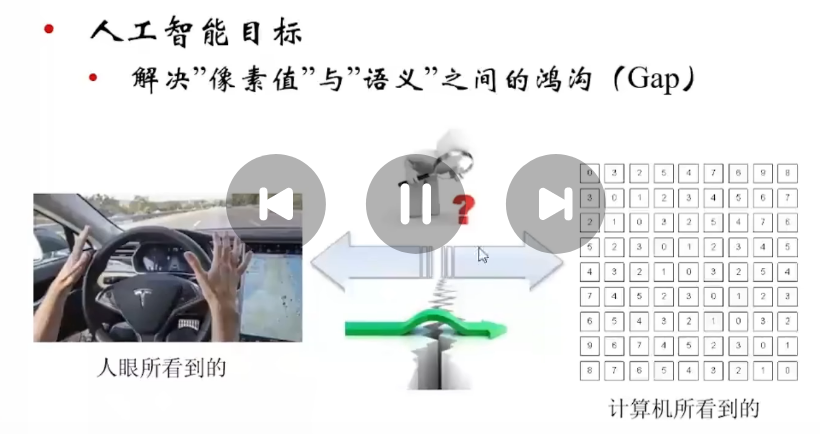 人工智能目标
解决”像素值”与”语义”之间的鸿沟（Gap）
?
0 3 2 5 4 7 6 9 8
3 0 1 2 3 4 5 6 7
2 1 0 3 2 5 4 7 6
5 2 3 0 1 2 3 4 5
4 3 2 1 0 3 2 5 4
7 4 5 2 3 0 1 2 3
6 5 4 3 2 1 0 3 2
9 6 7 4 5 2 3 0 1
8 7 6 5 4 3 2 1 0
人眼所看到的
计算机所看到的